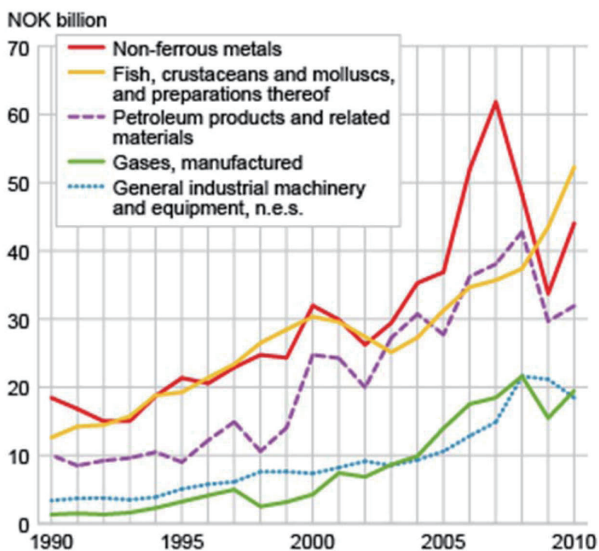 NOK billion
70
60
50
40
30
20
10
0
Non-ferrous metals
Fish, crustaceans and molluscs,
and preparations thereof
Petroleum products and related
materials
Gases, manufactured
General industrial machinery
and equipment, n.e.s.
1990 1995 2000 2005 2010